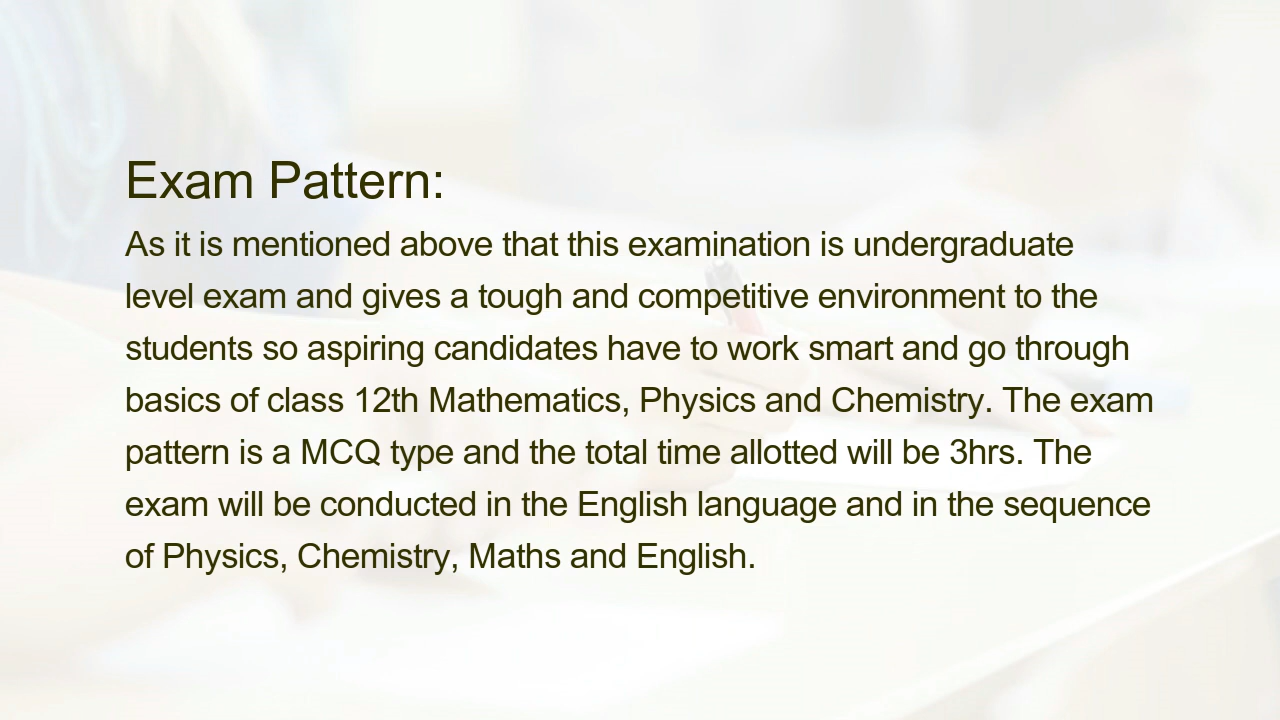 Exam Pattern:
As it is mentioned above that this examination is undergraduate
level exam and gives a tough and competitive environment to the
students so aspiring candidates have to work smart and go through
basics of class 12th Mathematics, Physics and Chemistry. The exam
pattern is a MCQ type and the total time allotted will be 3hrs. The
exam will be conducted in the English language and in the sequence
of Physics, Chemistry, Maths and English.